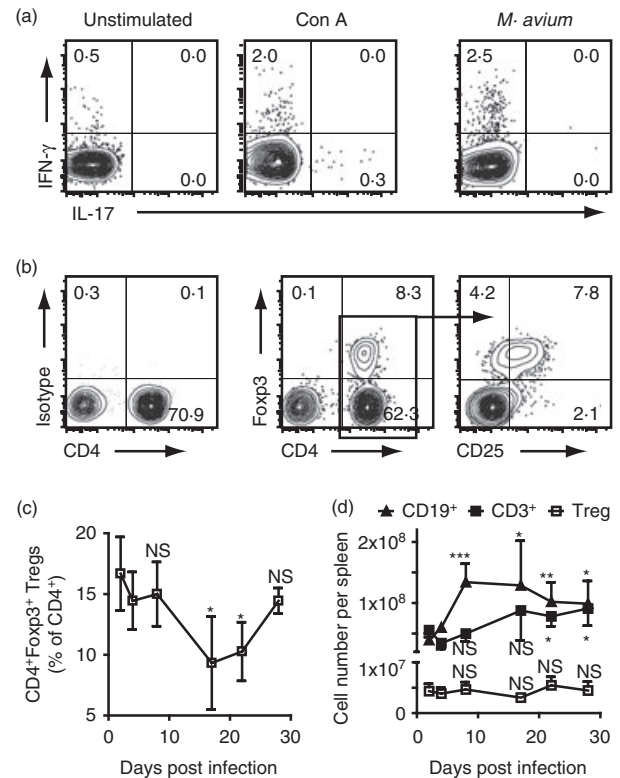 (a) Unstimulated Con A M· avium
0·5 0·0 2·0 0·0 2·5 0·0
IFN-γ
0·0 0·3 0·0
IL-17
(b)
0·3 0·1 0·1 8·3 4·2 7·8
Isotype Foxp3
70.9 62·3 2·1
CD4 CD4 CD25
(c)
20
15
10
5
CD4+Foxp3+ Tregs
(% of CD4+)
NS NS
* *
0 10 20 30
Days post infection
(d) CD19+ CD3+ Treg
2x10⁸
1x10⁸
1x10⁷
0
Cell number per spleen
*** * ** *
NS NS * *
NS NS NS NS
0 10 20 30
Days post infection